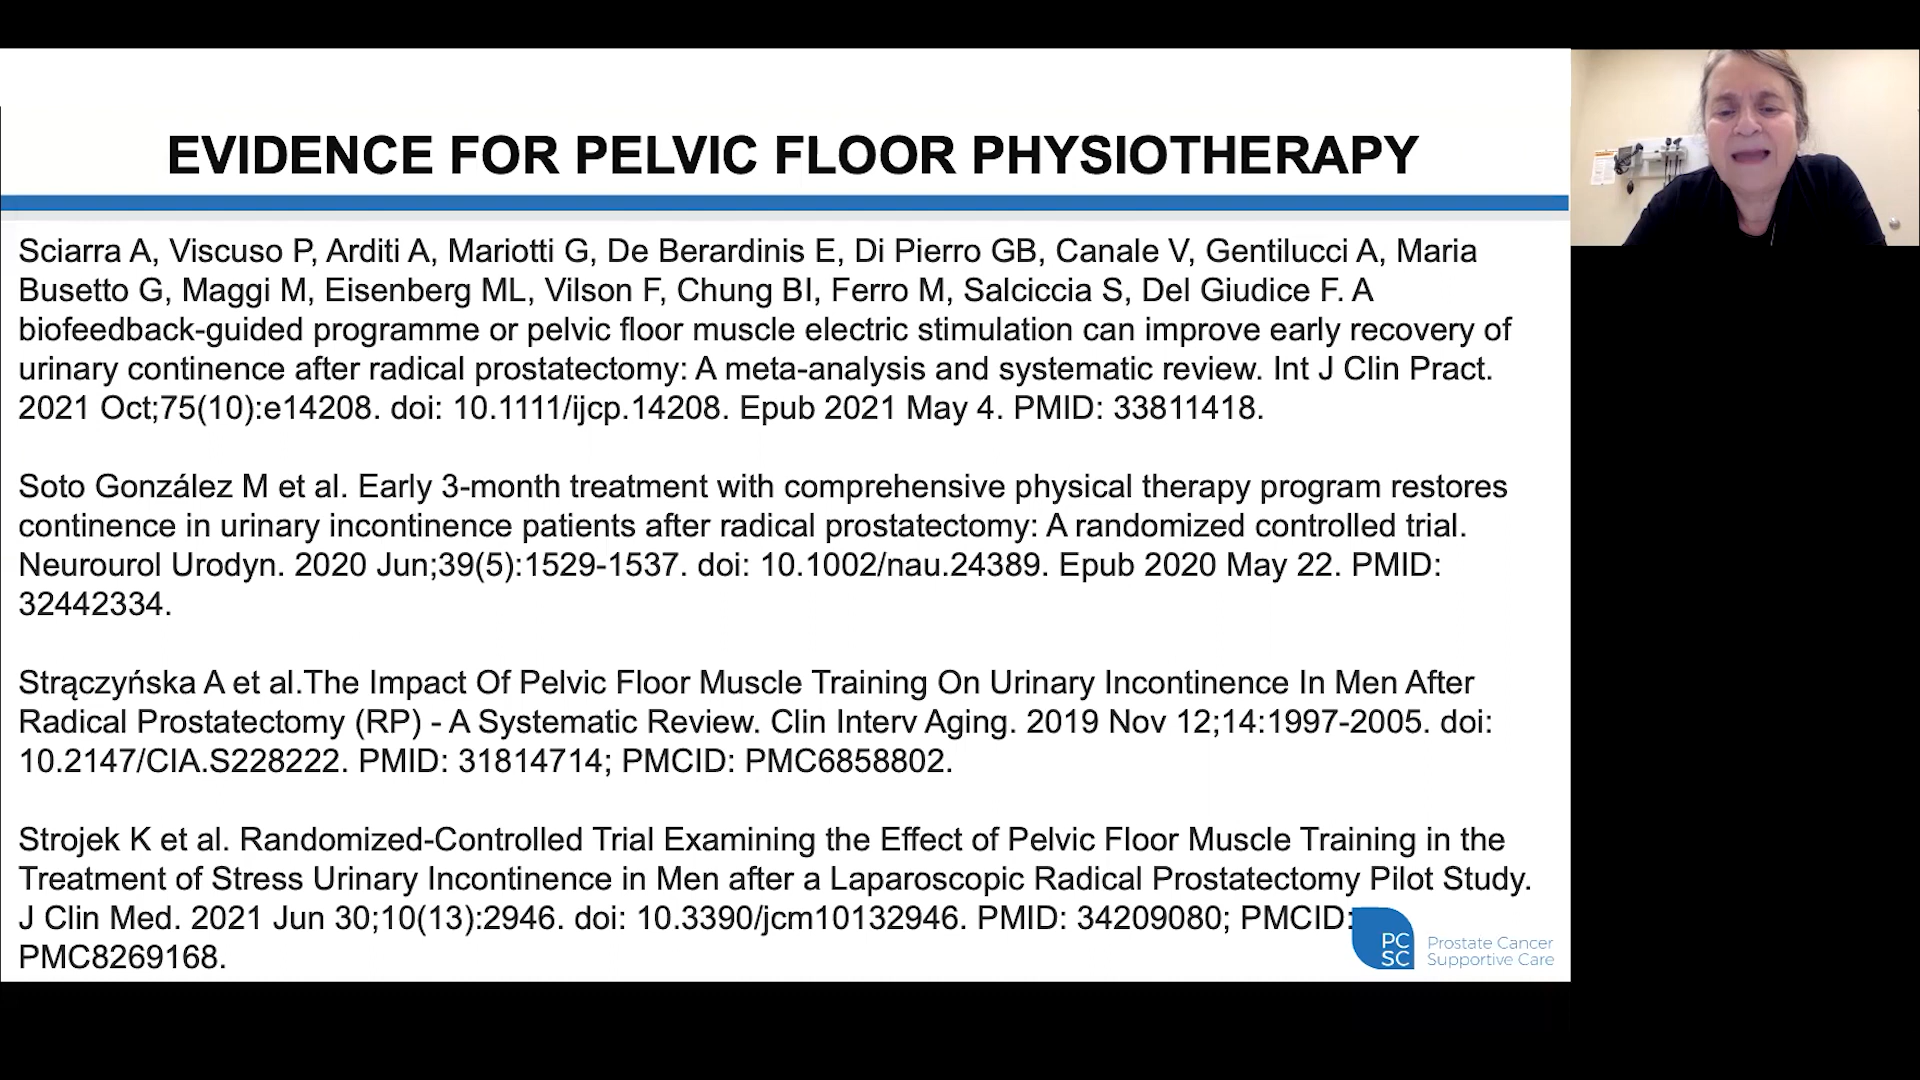 EVIDENCE FOR PELVIC FLOOR PHYSIOTHERAPY
Sciarra A, Viscuso P, Arditi A, Mariotti G, De Berardinis E, Di Pierro GB, Canale V, Gentilucci A, Maria
Busetto G, Maggi M, Eisenberg ML, Vilson F, Chung BI, Ferro M, Salciccia S, Del Giudice F. A
biofeedback-guided programme or pelvic floor muscle electric stimulation can improve early recovery of
urinary continence after radical prostatectomy: A meta-analysis and systematic review. Int J Clin Pract.
2021 Oct;75(10):e14208. doi: 10.1111/ijcp.14208. Epub 2021 May 4. PMID: 33811418.
Soto González M et al. Early 3-month treatment with comprehensive physical therapy program restores
continence in urinary incontinence patients after radical prostatectomy: A randomized controlled trial.
Neurourol Urodyn. 2020 Jun;39(5):1529-1537. doi: 10.1002/nau.24389. Epub 2020 May 22. PMID:
32442334.
Strączyńska A et al.The Impact Of Pelvic Floor Muscle Training On Urinary Incontinence In Men After
Radical Prostatectomy (RP) - A Systematic Review. Clin Interv Aging. 2019 Nov 12;14:1997-2005. doi:
10.2147/CIA.S228222. PMID: 31814714; PMCID: PMC6858802.
Strojek K et al. Randomized-Controlled Trial Examining the Effect of Pelvic Floor Muscle Training in the
Treatment of Stress Urinary Incontinence in Men after a Laparoscopic Radical Prostatectomy Pilot Study.
J Clin Med. 2021 Jun 30;10(13):2946. doi: 10.3390/jcm10132946. PMID: 34209080; PMCID:
PMC8269168.
PC
SC
Prostate Cancer
Supportive Care